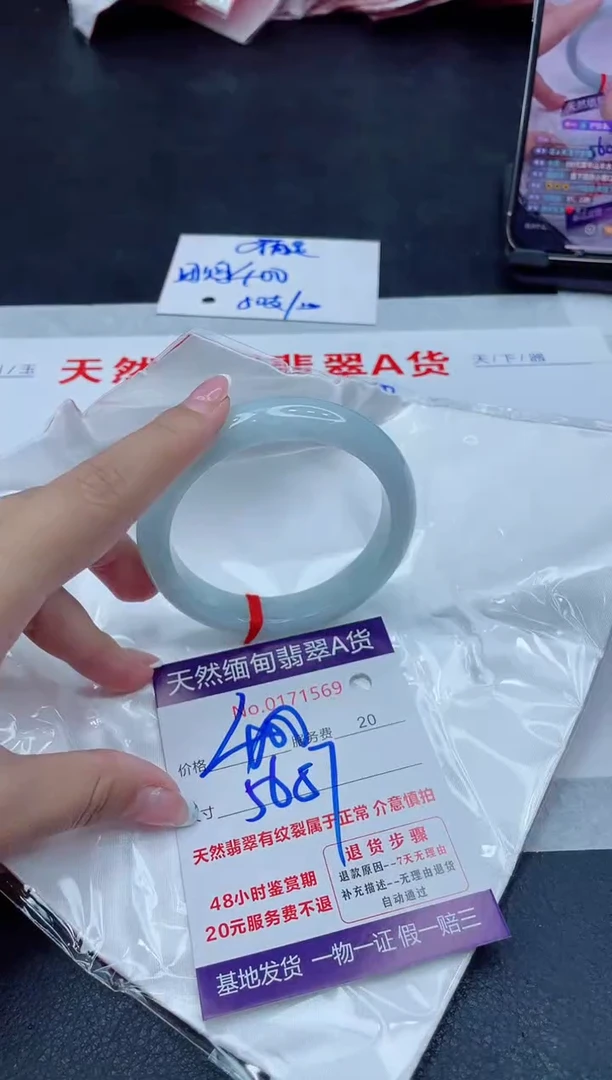 400
天然
翡翠A货
天/下/翡
天然缅甸翡翠A货
No.0171569
价格 400
服务费 20
寸 5687
天然翡翠有纹裂属于正常 介意慎拍
48小时鉴赏期
20元服务费不退
退货步骤
退款原因--7天无理由
补充描述--无理由退货
自动通过
基地发货 一物一证 假一赔三